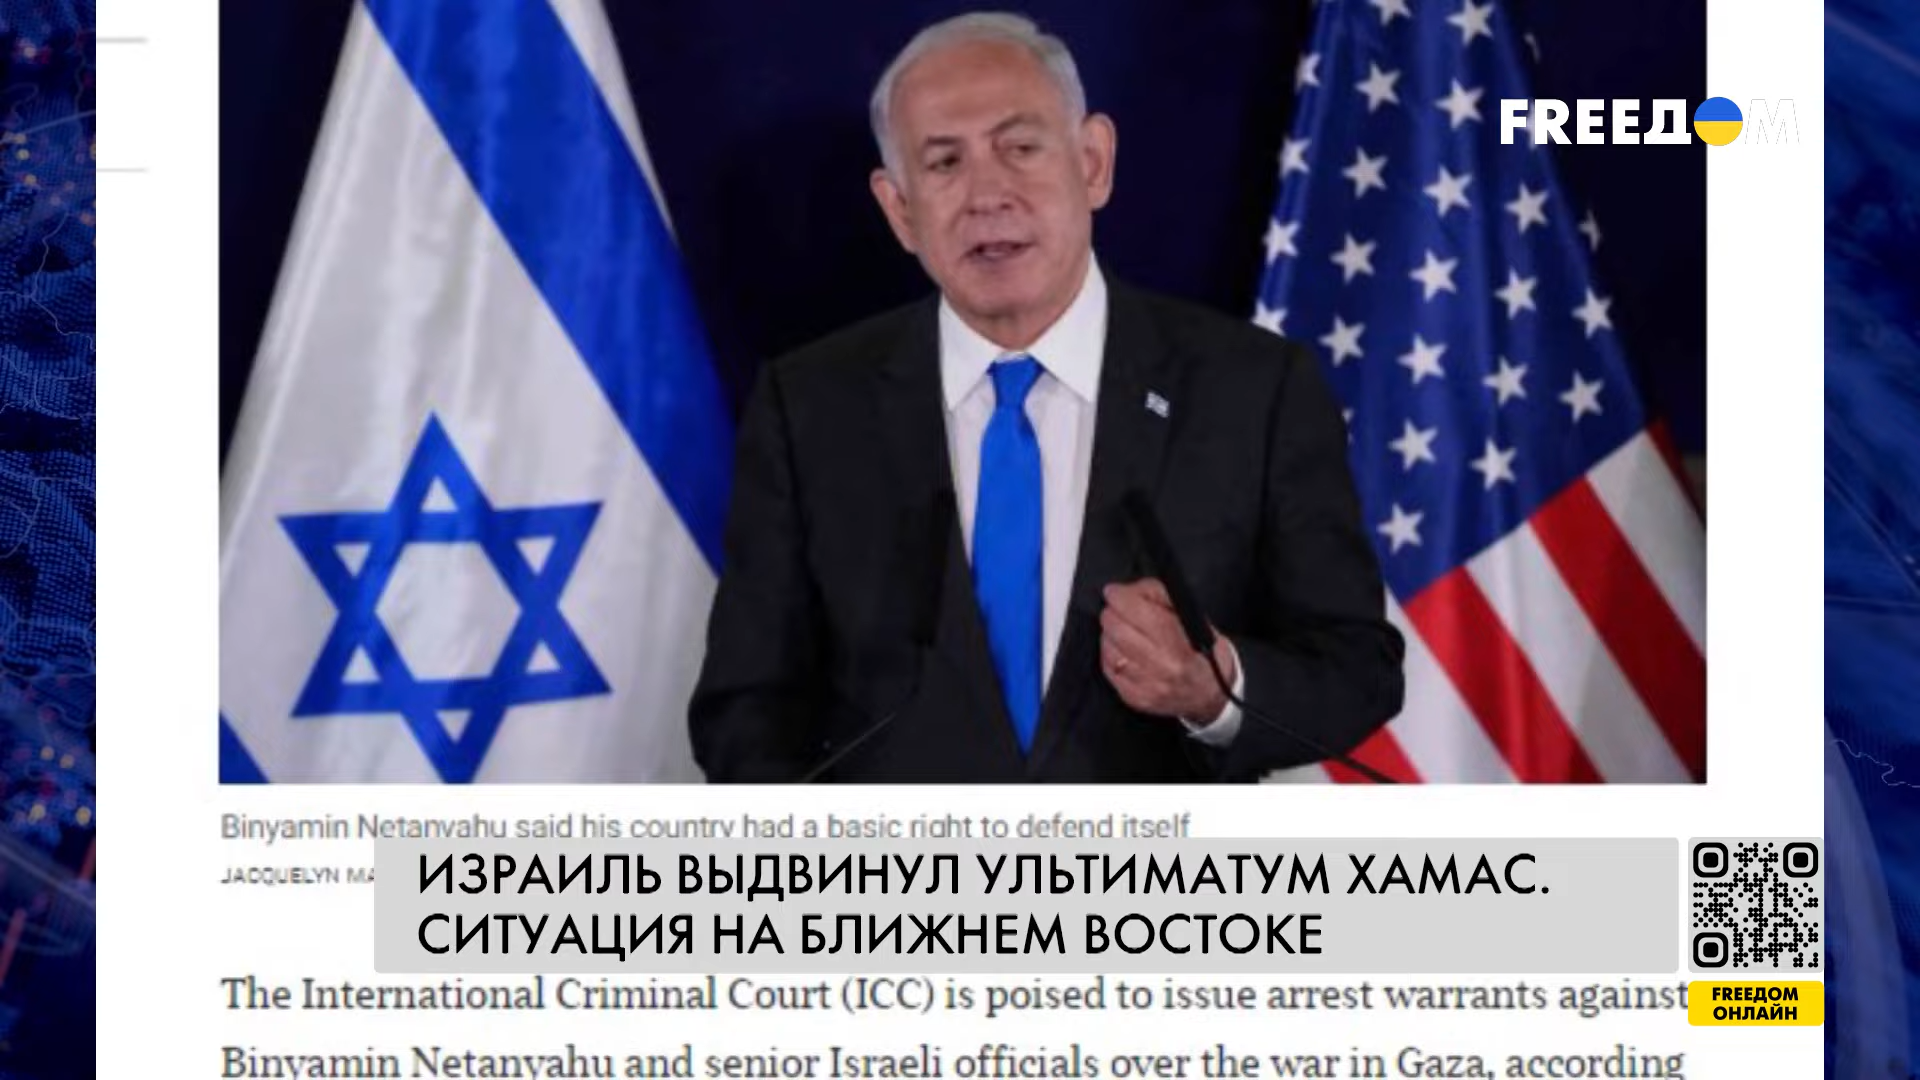 FREEДОМ
Binyamin Netanyahu said his country had a basic right to defend itself
JACQUELYN
ИЗРАИЛЬ ВЫДВИНУЛ УЛЬТИМАТУМ ХАМАС.
СИТУАЦИЯ НА БЛИЖНЕМ ВОСТОКЕ
The International Criminal Court (ICC) is poised to issue arrest warrants against
FREEДОМ
ОНЛАЙН
Binyamin Netanyahu and senior Israeli officials over the war in Gaza, according